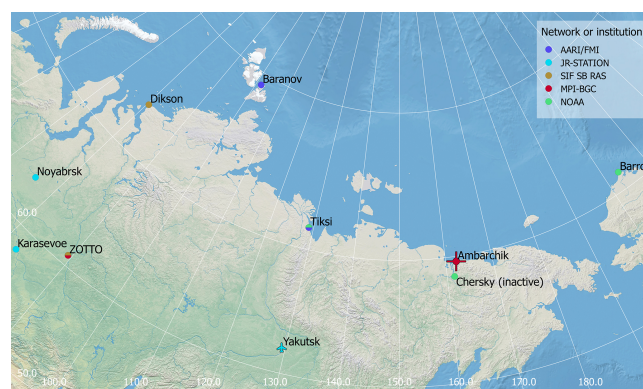 Network or institution
AARI/FMI
JR-STATION
SIF SB RAS
MPI-BGC
NOAA
Baranov
Dikson
Barro
Noyabrsk
60.0
Tiksi
Karasevoe
ZOTTO
Ambarchik
Chersky (inactive)
Yakutsk
50.0
100.0
110.0
120.0
130.0
140.0
150.0
160.0
170.0
180.0